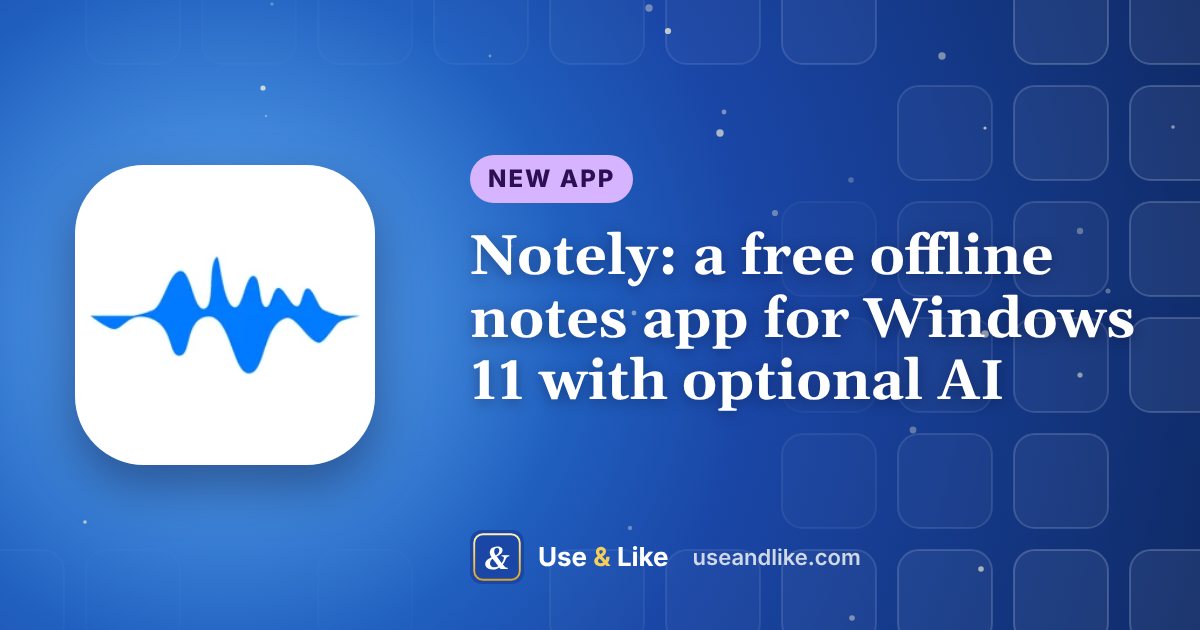 NEW APP
Notely: a free offline
notes app for Windows
11 with optional AI
& Use & Like useandlike.com